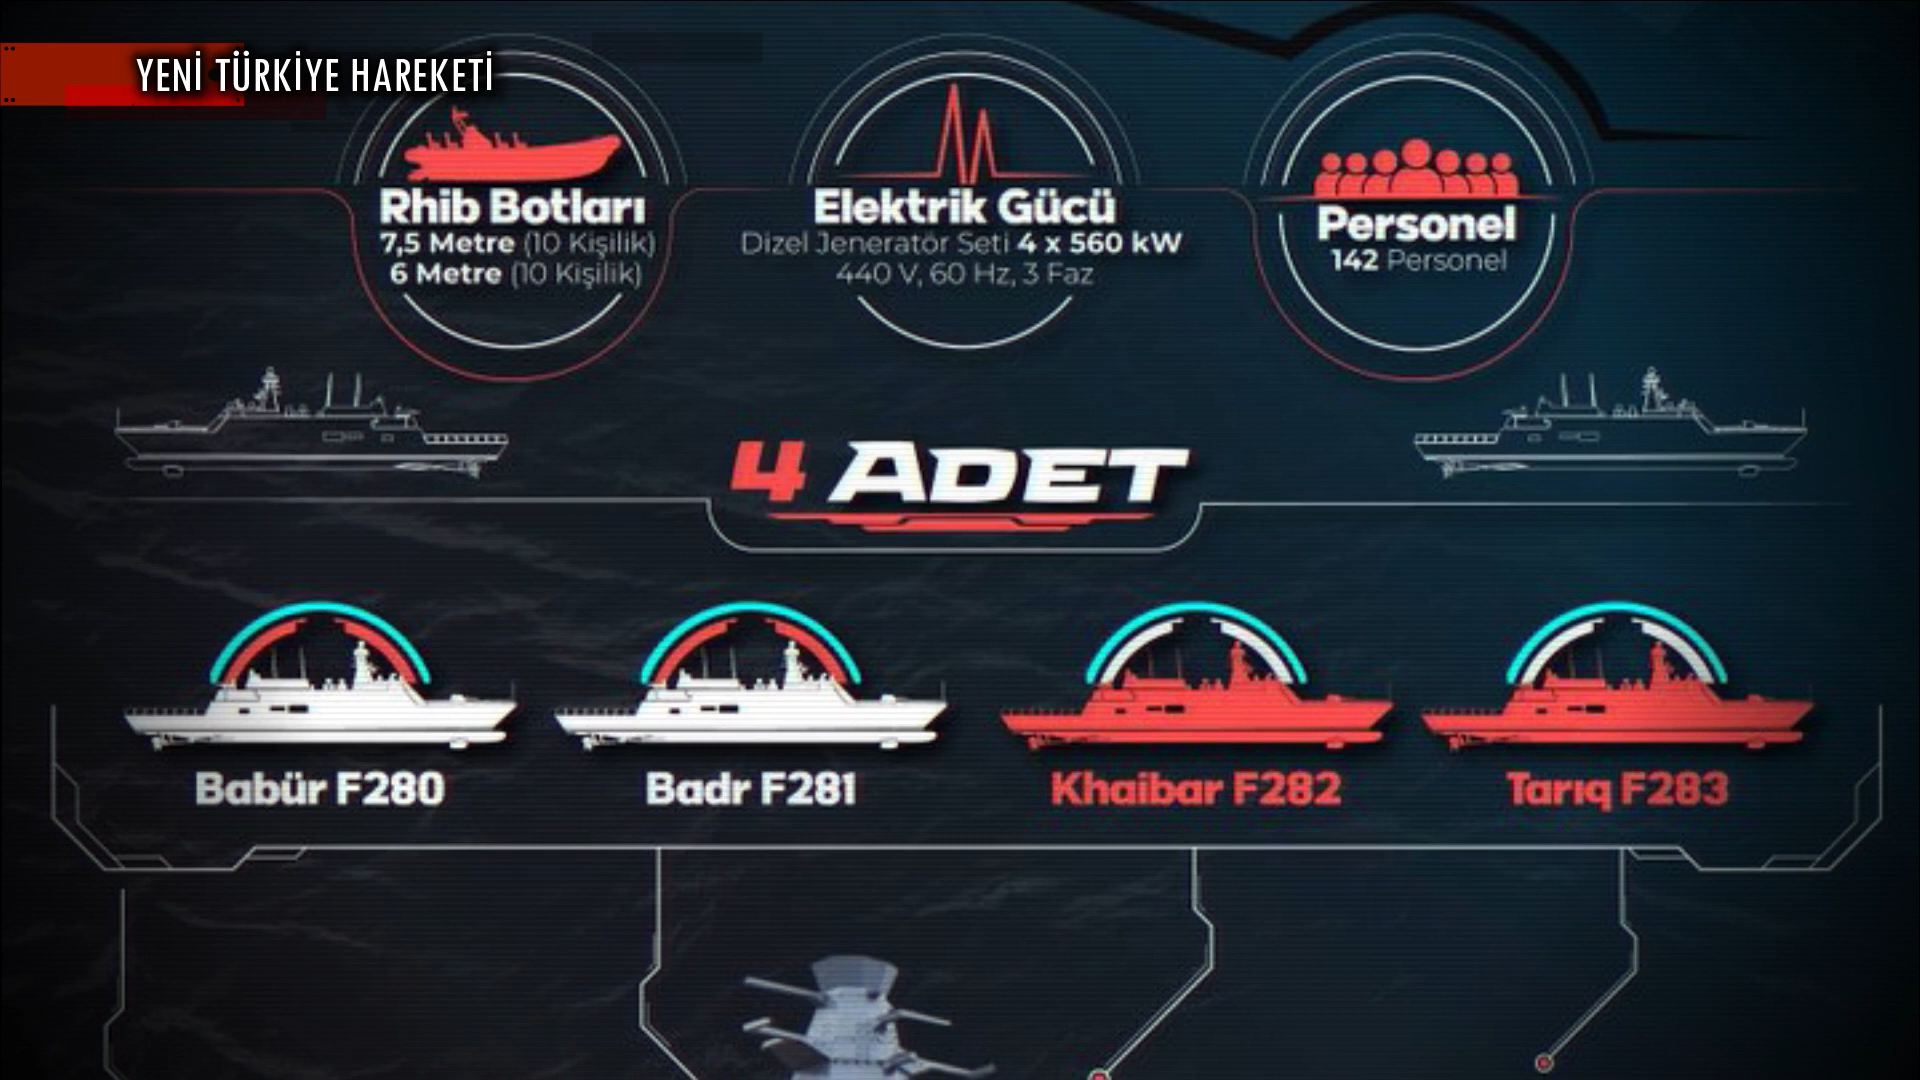 YENİ TÜRKİYE HAREKETİ
Rhib Botları
7,5 Metre (10 Kişilik)
6 Metre (10 Kişilik)
Elektrik Gücü
Dizel Jeneratör Seti 4 x 560 kW
440 V, 60 Hz, 3 Faz
Personel
142 Personel
4 ADET
Babür F280
Badr F281
Khaibar F282
Tarıq F283